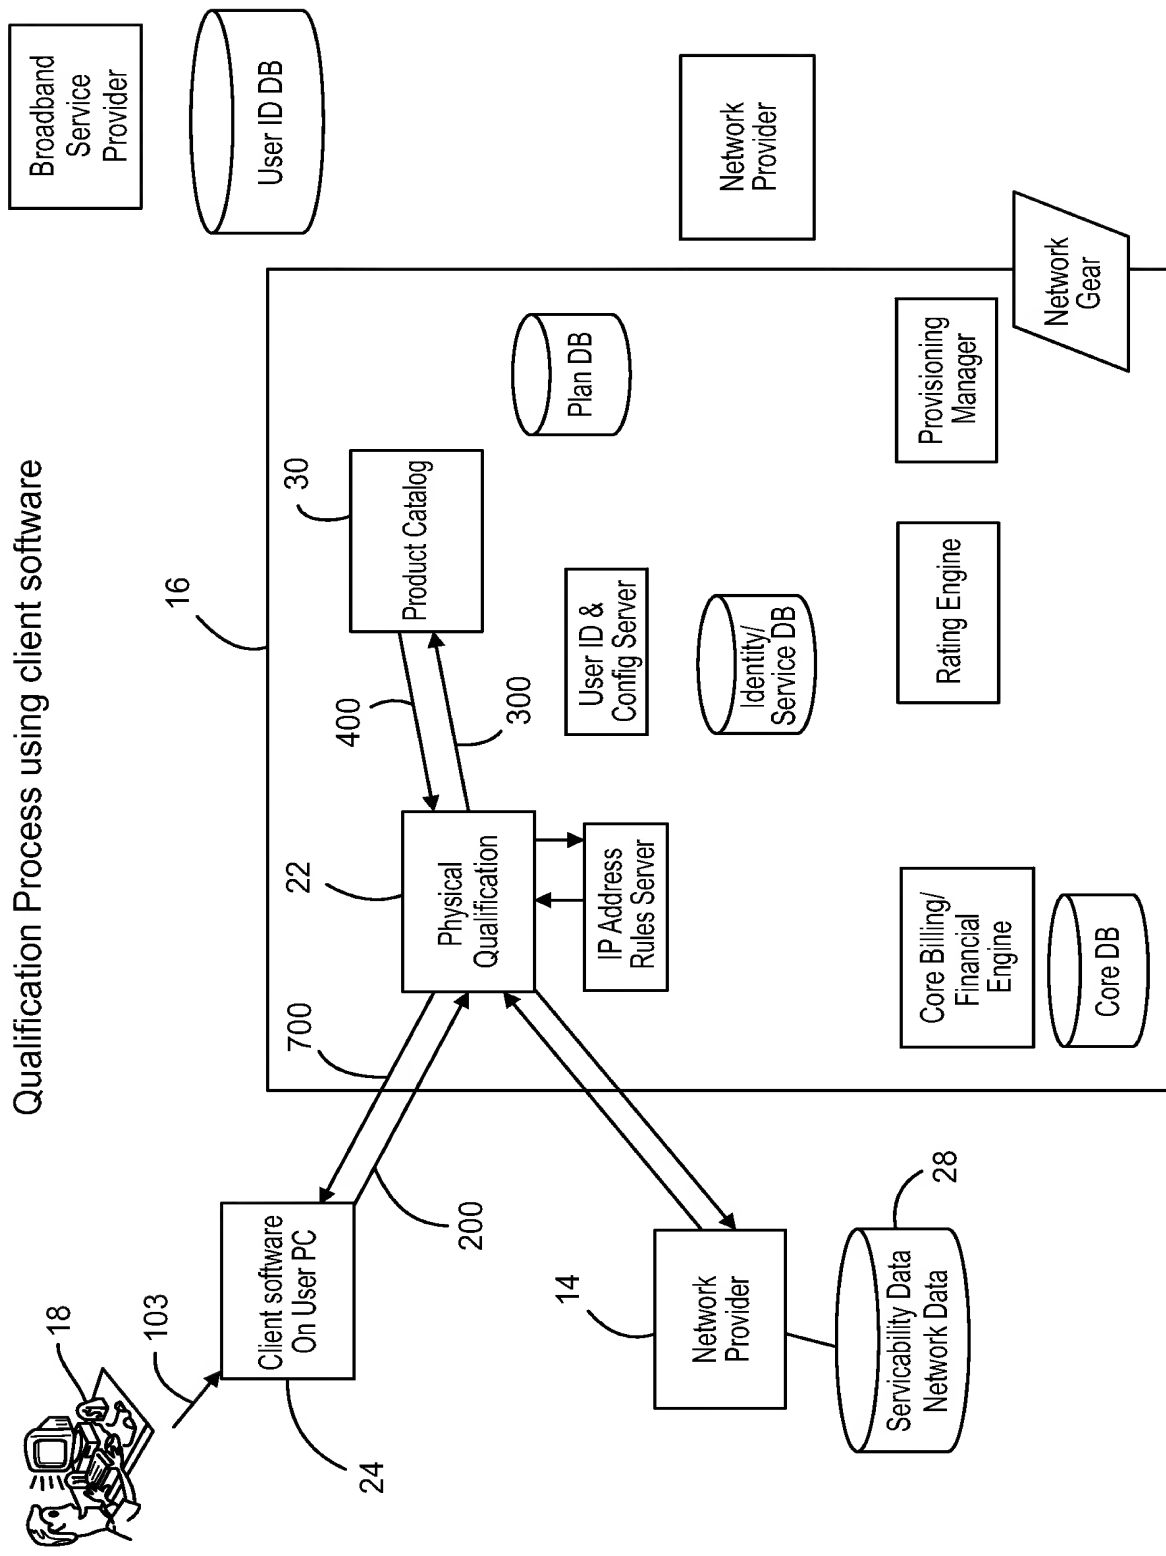 Qualification Process using client software
Broadband
Service
Provider
User ID DB
18
103
16
30
Client software
On User PC
24
700
200
22
Physical
Qualification
400
300
Product Catalog
Plan DB
IP Address
Rules Server
User ID &
Config Server
Identity/
Service DB
Network
Provider
14
Network
Provider
Servicability Data
Network Data
28
Core Billing/
Financial
Engine
Core DB
Rating Engine
Provisioning
Manager
Network
Gear